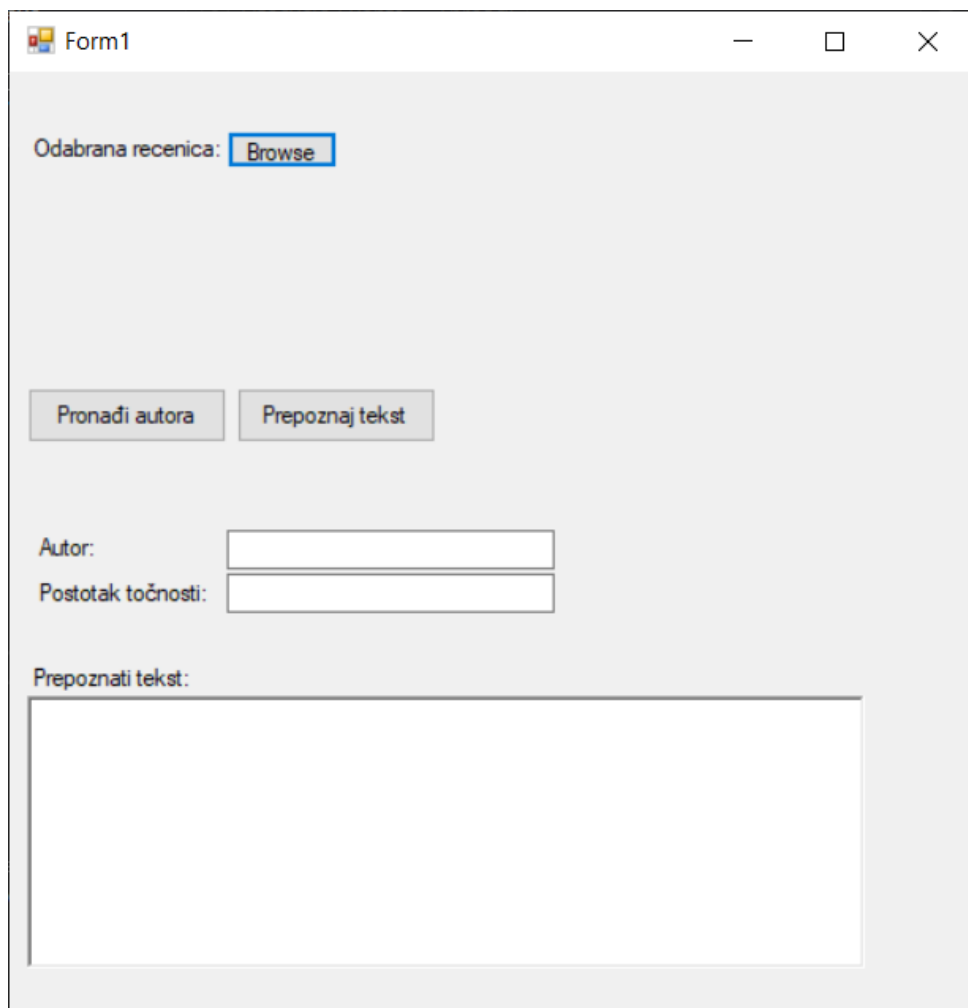 Form1
Odabrana recenica: Browse
Pronađi autora Prepoznaj tekst
Autor:
Postotak točnosti:
Prepoznati tekst: